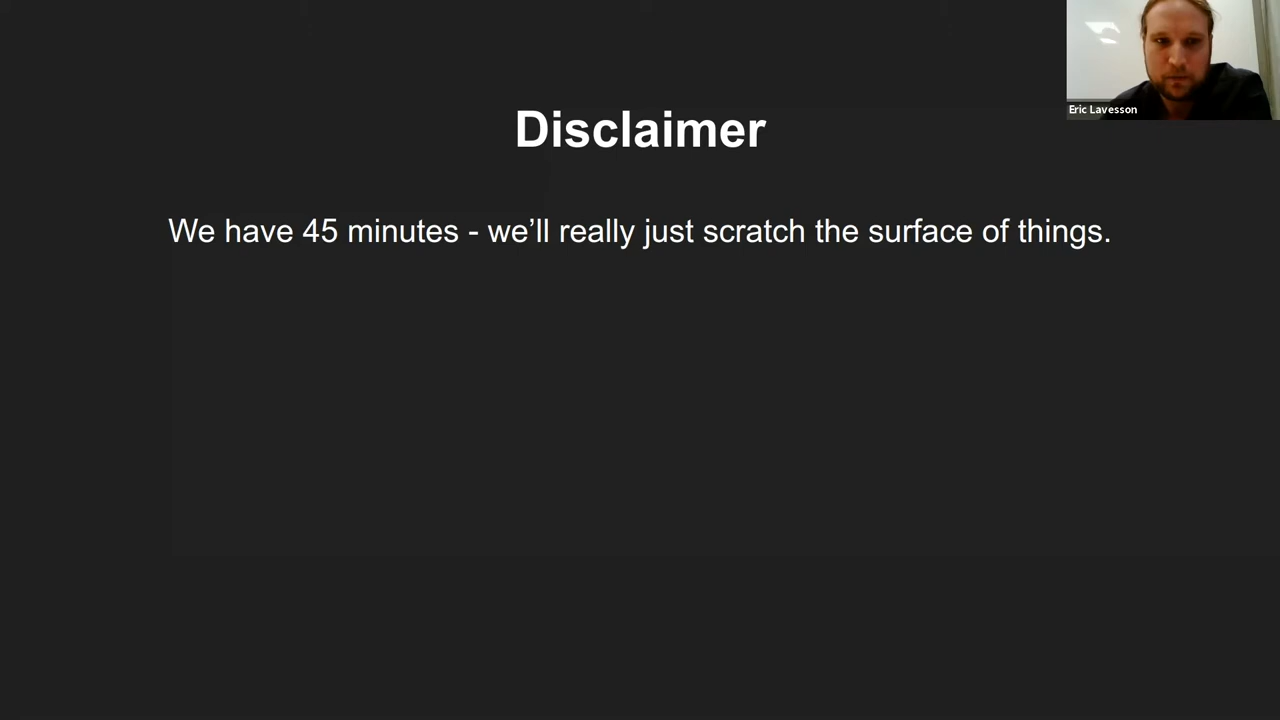 Eric Lavesson
Disclaimer
We have 45 minutes - we’ll really just scratch the surface of things.